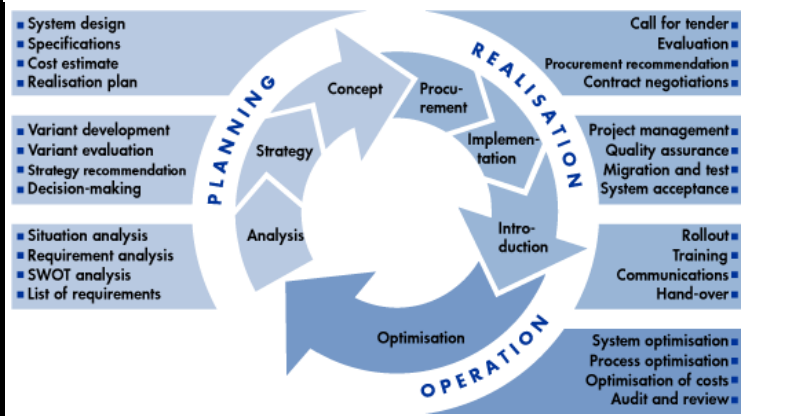 System design
Specifications
Cost estimate
Realisation plan
Variant development
Variant evaluation
Strategy recommendation
Decision-making
Situation analysis
Requirement analysis
SWOT analysis
List of requirements
PLANNING
Analysis
Strategy
Concept
Procu-
rement
Implemen-
tation
Intro-
duction
Optimisation
REALISATION
OPERATION
Call for tender
Evaluation
Procurement recommendation
Contract negotiations
Project management
Quality assurance
Migration and test
System acceptance
Rollout
Training
Communications
Hand-over
System optimisation
Process optimisation
Optimisation of costs
Audit and review